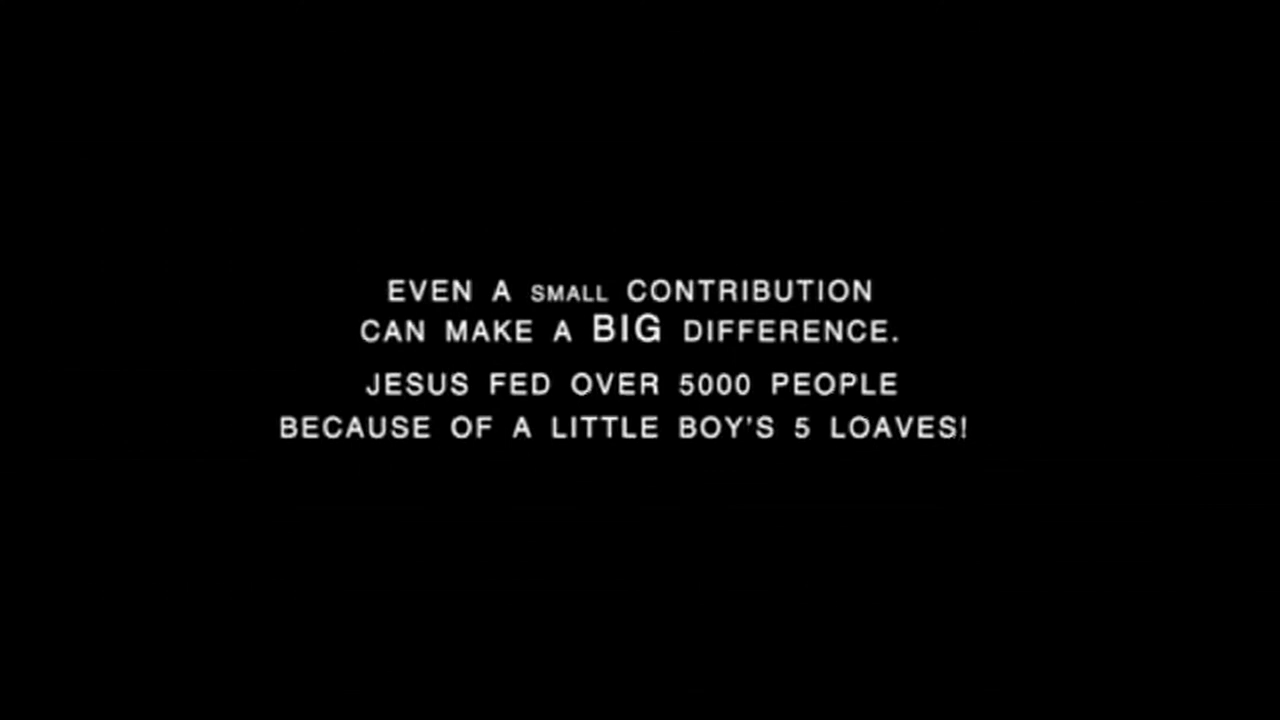 EVEN A SMALL CONTRIBUTION
CAN MAKE A BIG DIFFERENCE.
JESUS FED OVER 5000 PEOPLE
BECAUSE OF A LITTLE BOY'S 5 LOAVES!